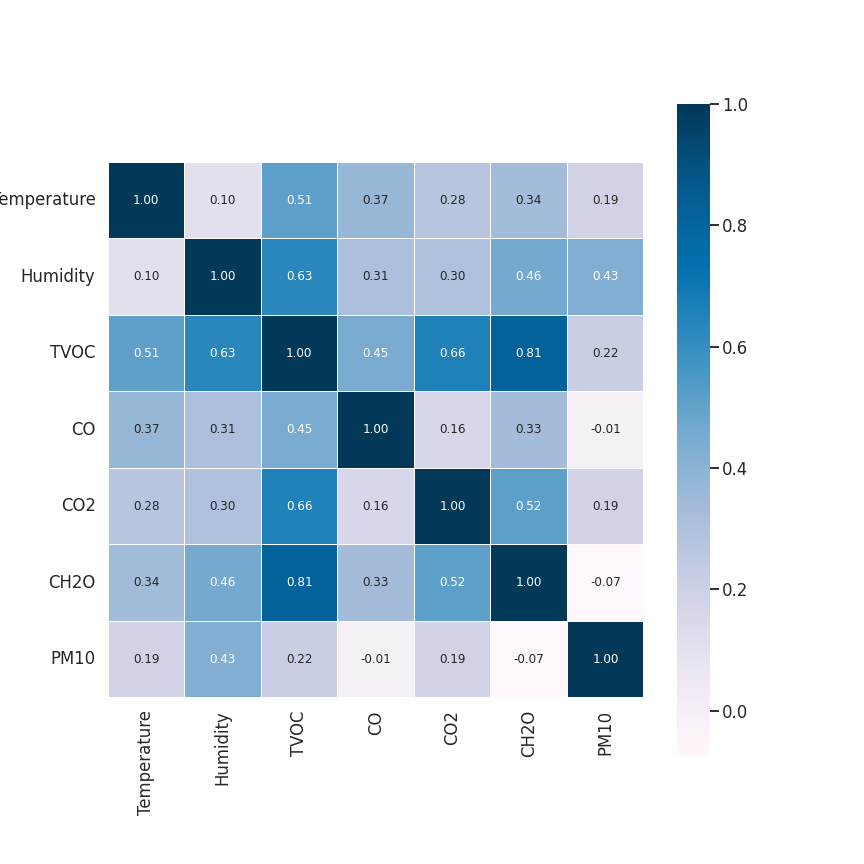 1.0
0.8
0.6
0.4
0.2
0.0
emperature 1.00 0.10 0.51 0.37 0.28 0.34 0.19
Humidity 0.10 1.00 0.63 0.31 0.30 0.46 0.43
TVOC 0.51 0.63 1.00 0.45 0.66 0.81 0.22
CO 0.37 0.31 0.45 1.00 0.16 0.33 -0.01
CO2 0.28 0.30 0.66 0.16 1.00 0.52 0.19
CH2O 0.34 0.46 0.81 0.33 0.52 1.00 -0.07
PM10 0.19 0.43 0.22 -0.01 0.19 -0.07 1.00
Temperature
Humidity
TVOC
CO
CO2
CH2O
PM10